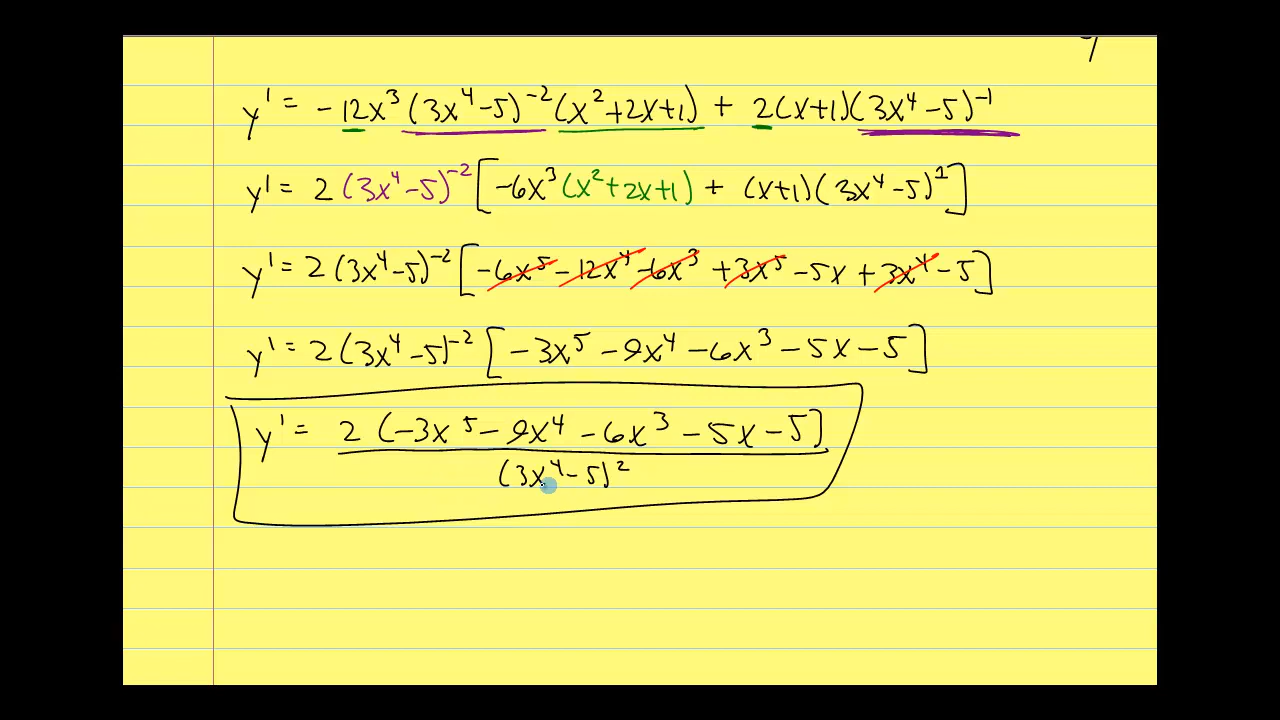 y' = -12x³(3x⁴-5)⁻²(x²+2x+1) + 2(x+1)(3x⁴-5)⁻¹
y' = 2(3x⁴-5)⁻²[-6x³(x²+2x+1) + (x+1)(3x⁴-5)¹]
y' = 2(3x⁴-5)⁻²[-6x⁵-12x⁴-6x³+3x⁵-5x+3x⁴-5]
y' = 2(3x⁴-5)⁻²[-3x⁵-9x⁴-6x³-5x-5]
y' = 2(-3x⁵-9x⁴-6x³-5x-5]
(3x⁴-5)²